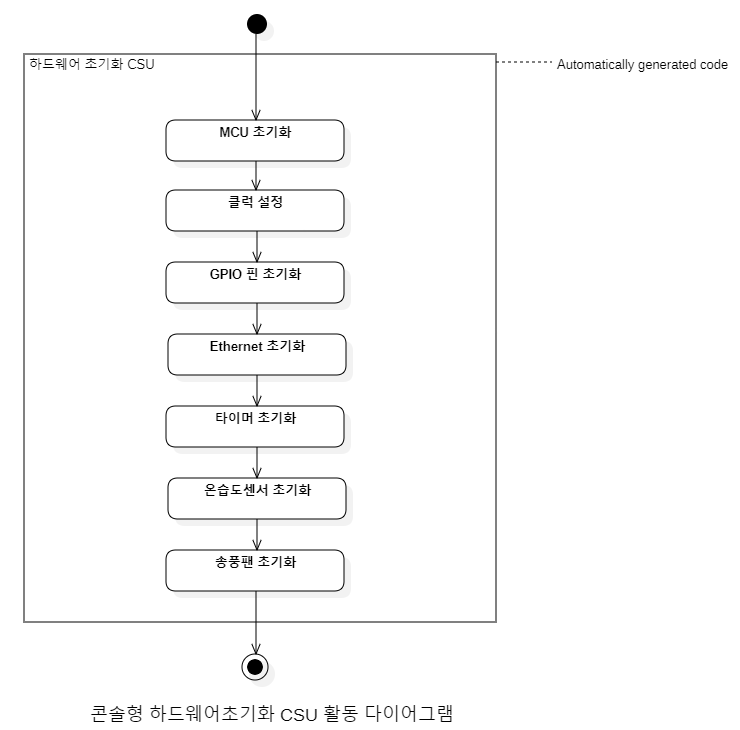 하드웨어 초기화 CSU
Automatically generated code
MCU 초기화
클럭 설정
GPIO 핀 초기화
Ethernet 초기화
타이머 초기화
온습도센서 초기화
송풍팬 초기화
콘솔형 하드웨어초기화 CSU 활동 다이어그램